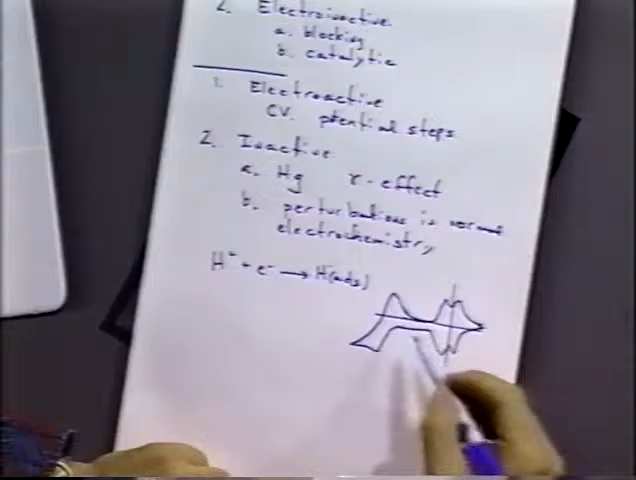 2. Electroinactive
a. blocking
b. catalytic
1. Electroactive
CV. potential steps
2. Inactive
a. Hg γ-effect
b. perturbations in normal
electrochemistry
H⁺ + e⁻ → H(ads)